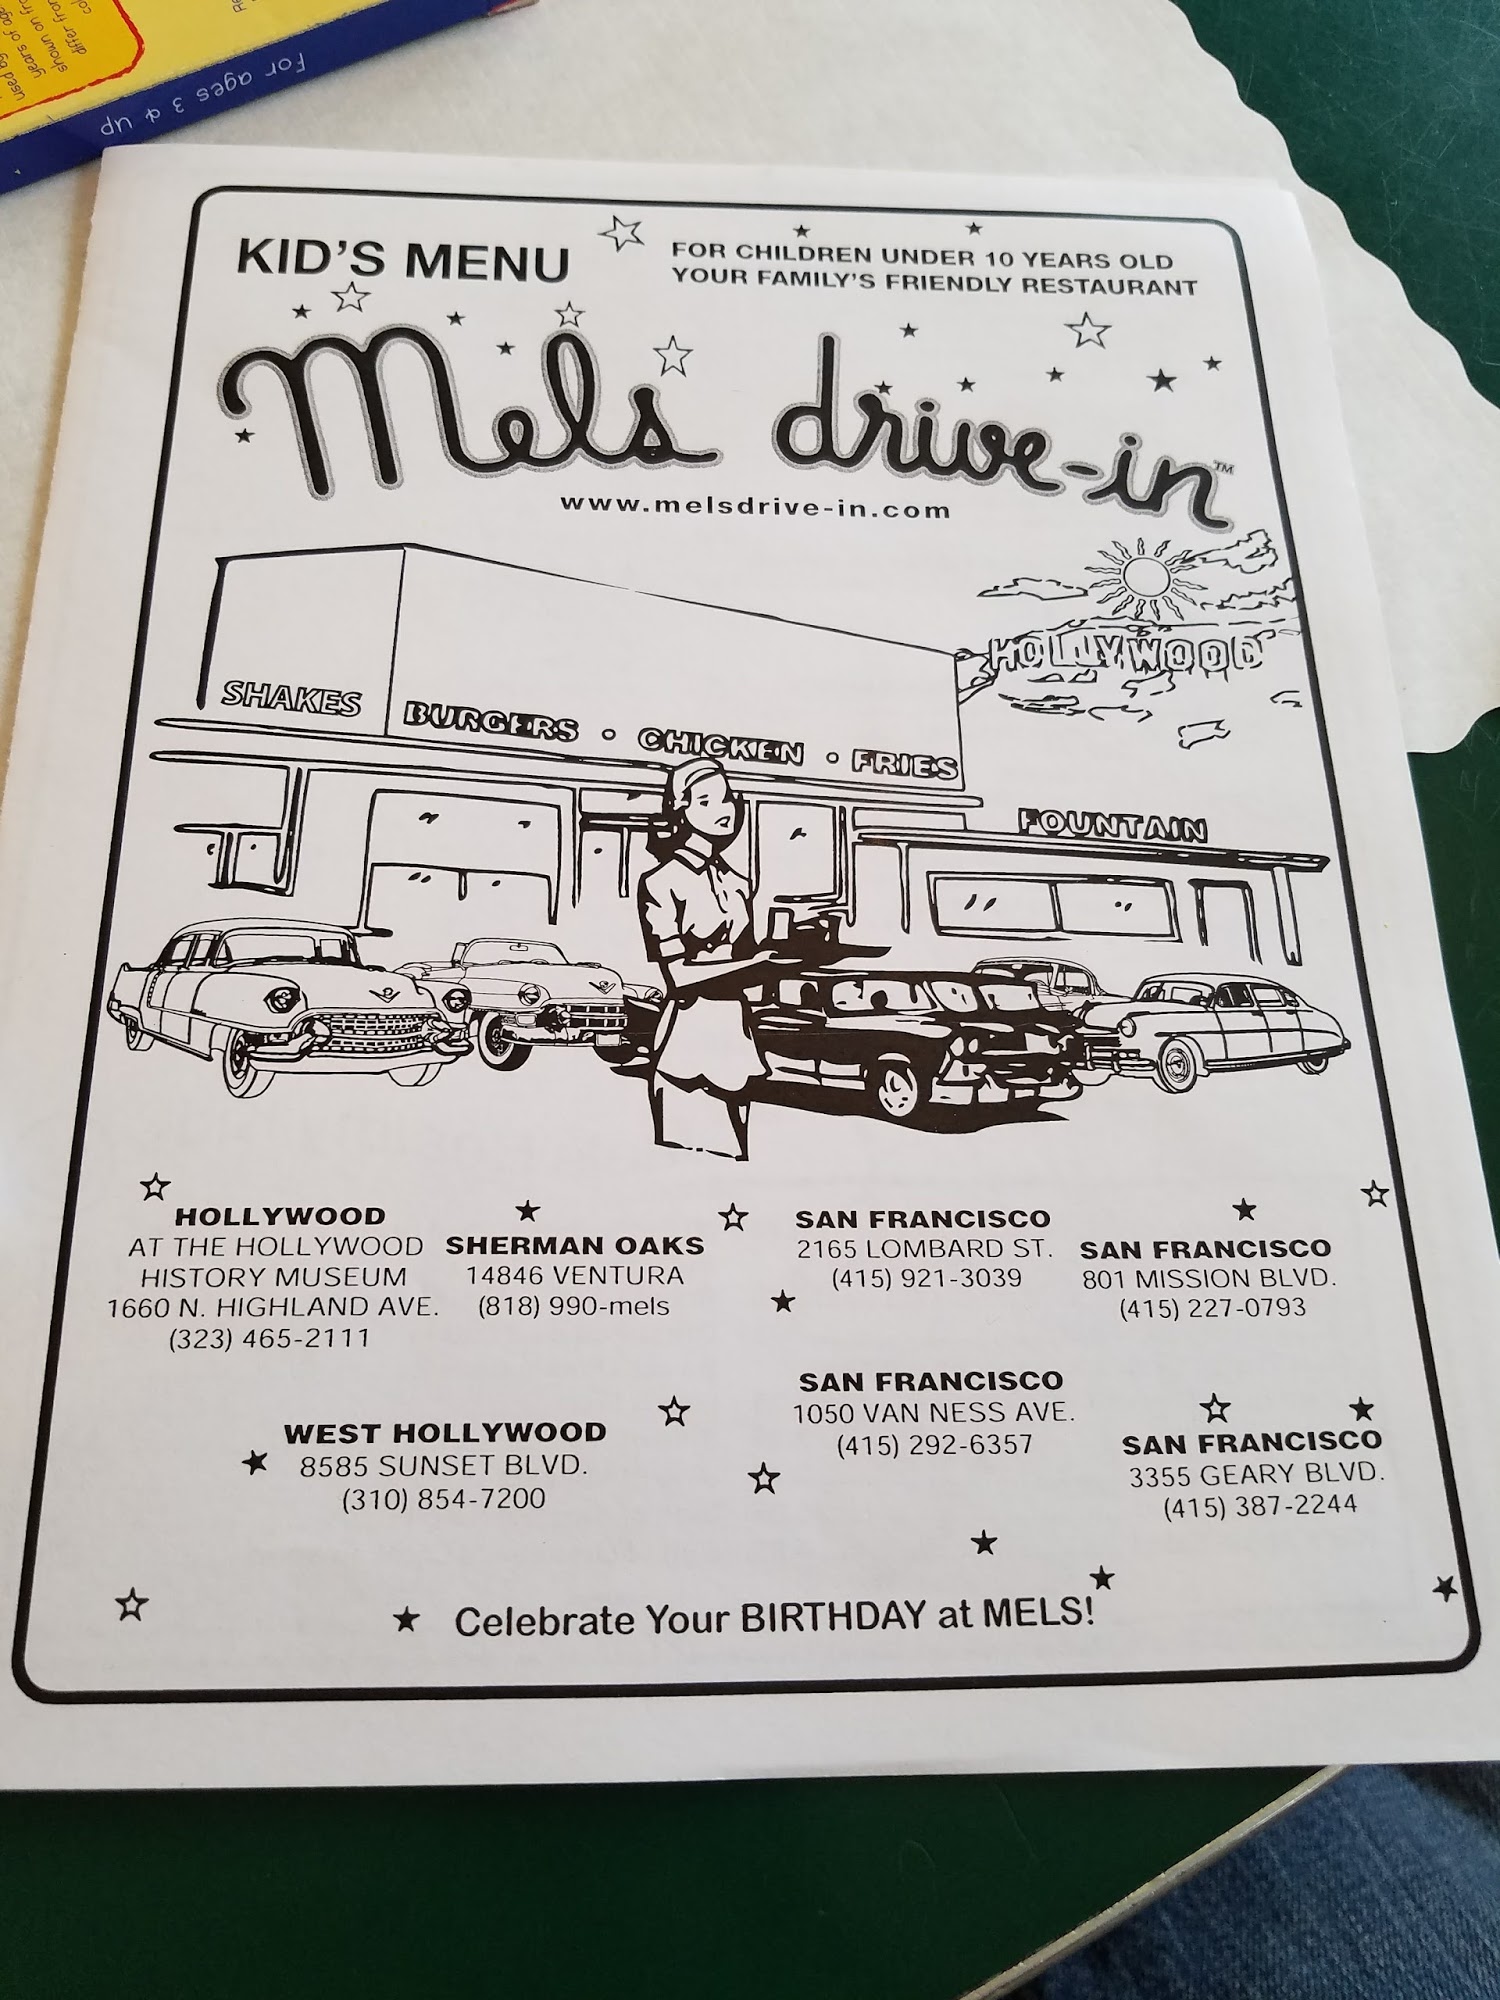 For ages 3 & up
KID'S MENU
FOR CHILDREN UNDER 10 YEARS OLD
YOUR FAMILY'S FRIENDLY RESTAURANT
Mels drive-in™
www.melsdrive-in.com
HOLLYWOOD
SHAKES
BURGERS • CHICKEN • FRIES
FOUNTAIN
HOLLYWOOD
AT THE HOLLYWOOD
HISTORY MUSEUM
1660 N. HIGHLAND AVE.
(323) 465-2111
SHERMAN OAKS
14846 VENTURA
(818) 990-mels
SAN FRANCISCO
2165 LOMBARD ST.
(415) 921-3039
SAN FRANCISCO
801 MISSION BLVD.
(415) 227-0793
WEST HOLLYWOOD
8585 SUNSET BLVD.
(310) 854-7200
SAN FRANCISCO
1050 VAN NESS AVE.
(415) 292-6357
SAN FRANCISCO
3355 GEARY BLVD.
(415) 387-2244
Celebrate Your BIRTHDAY at MELS!